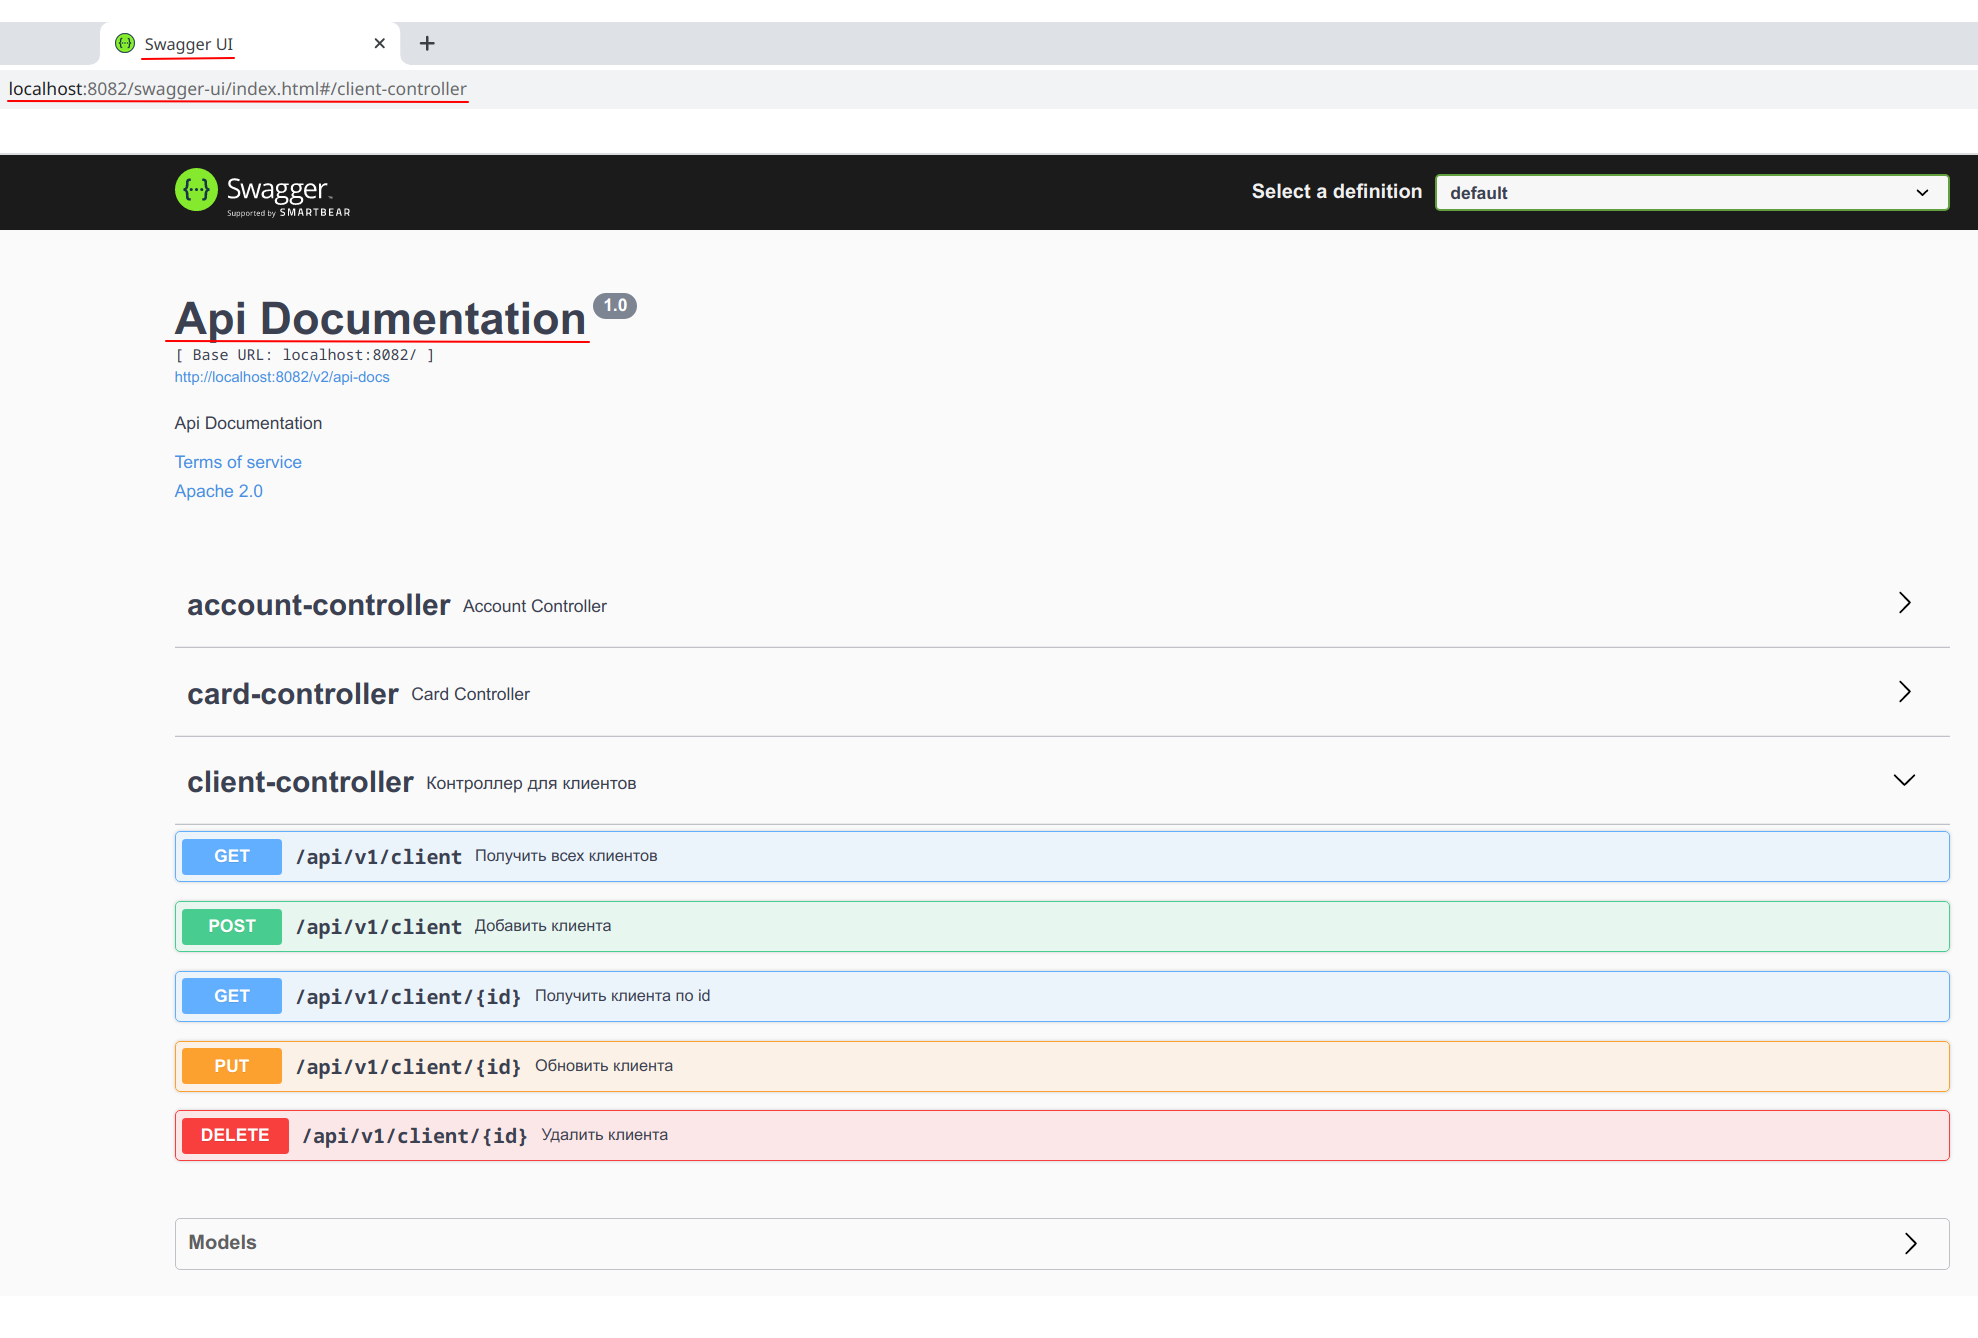 Swagger UI
localhost:8082/swagger-ui/index.html#/client-controller
Swagger
Supported by SMARTBEAR
Select a definition default
Api Documentation 1.0
[ Base URL: localhost:8082/ ]
http://localhost:8082/v2/api-docs
Api Documentation
Terms of service
Apache 2.0
account-controller Account Controller
card-controller Card Controller
client-controller Контроллер для клиентов
GET /api/v1/client Получить всех клиентов
POST /api/v1/client Добавить клиента
GET /api/v1/client/{id} Получить клиента по id
PUT /api/v1/client/{id} Обновить клиента
DELETE /api/v1/client/{id} Удалить клиента
Models